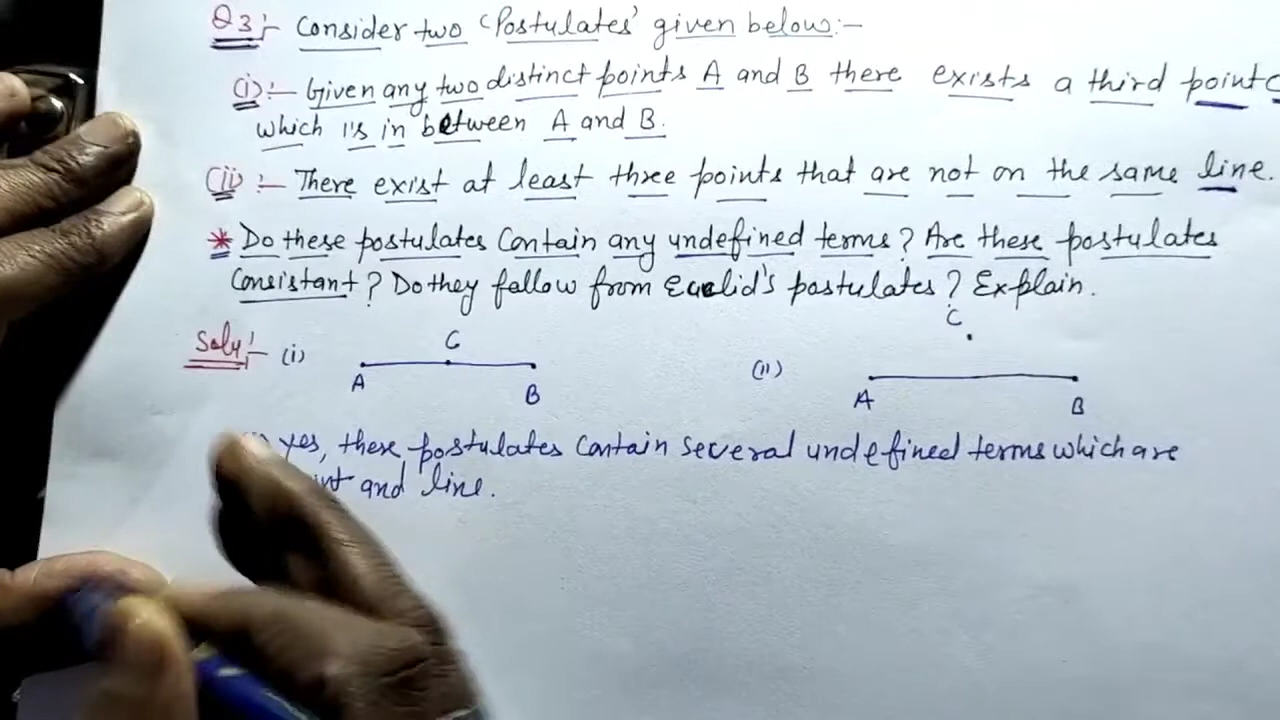 Q3:- Consider two 'Postulates' given below:-
(i):- Given any two distinct points A and B there exists a third point C
which is in between A and B.
(ii):- There exist at least three points that are not on the same line.
* Do these postulates Contain any undefined terms? Are these postulates
Consistant? Do they follow from Euclid's postulates? Explain.
Soln:- (i) A C B (ii) A B C
yes, these postulates Contain several undefined terms which are
and line.